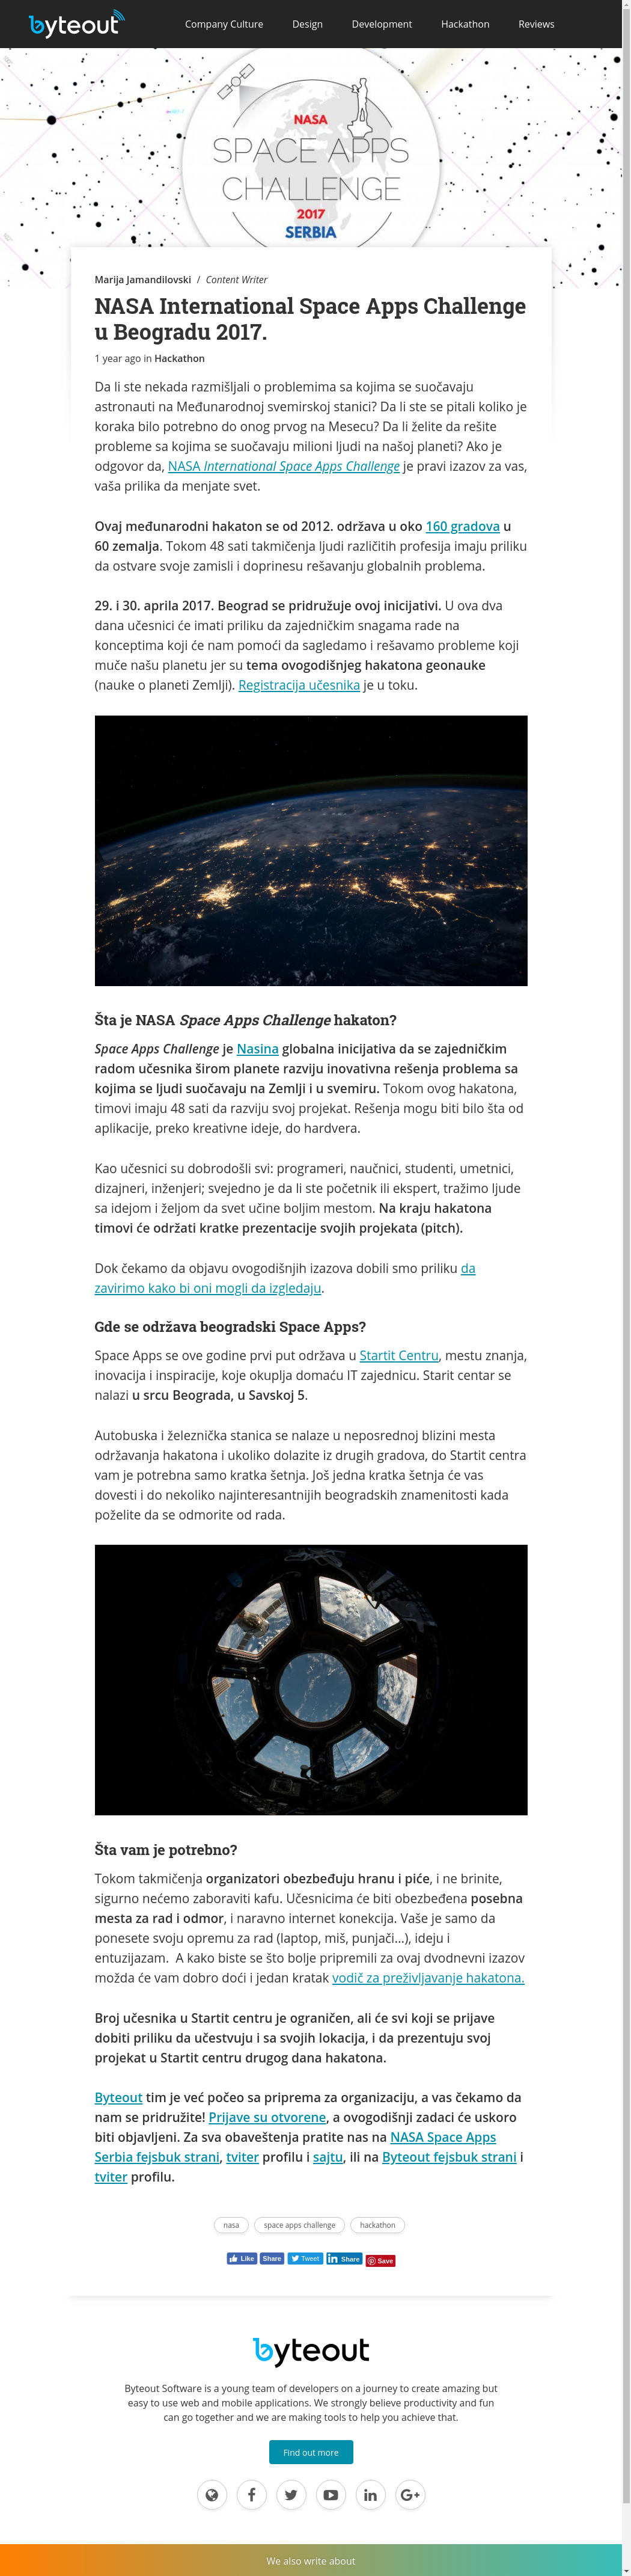 byteout
Company Culture Design Development Hackathon Reviews
NASA
SPACE APPS
CHALLENGE
2017
SERBIA
Marija Jamandilovski / Content Writer
NASA International Space Apps Challenge
u Beogradu 2017.
1 year ago in Hackathon
Da li ste nekada razmišljali o problemima sa kojima se suočavaju
astronauti na Međunarodnoj svemirskoj stanici? Da li ste se pitali koliko je
koraka bilo potrebno do onog prvog na Mesecu? Da li želite da rešite
probleme sa kojima se suočavaju milioni ljudi na našoj planeti? Ako je
odgovor da, NASA International Space Apps Challenge je pravi izazov za vas,
vaša prilika da menjate svet.
Ovaj međunarodni hakaton se od 2012. održava u oko 160 gradova u
60 zemalja. Tokom 48 sati takmičenja ljudi različitih profesija imaju priliku
da ostvare svoje zamisli i doprinesu rešavanju globalnih problema.
29. i 30. aprila 2017. Beograd se pridružuje ovoj inicijativi. U ova dva
dana učesnici će imati priliku da zajedničkim snagama rade na
konceptima koji će nam pomoći da sagledamo i rešavamo probleme koji
muče našu planetu jer su tema ovogodišnjeg hakatona geonauke
(nauke o planeti Zemlji). Registracija učesnika je u toku.
Šta je NASA Space Apps Challenge hakaton?
Space Apps Challenge je Nasina globalna inicijativa da se zajedničkim
radom učesnika širom planete razviju inovativna rešenja problema sa
kojima se ljudi suočavaju na Zemlji i u svemiru. Tokom ovog hakatona,
timovi imaju 48 sati da razviju svoj projekat. Rešenja mogu biti bilo šta od
aplikacije, preko kreativne ideje, do hardvera.
Kao učesnici su dobrodošli svi: programeri, naučnici, studenti, umetnici,
dizajneri, inženjeri; svejedno je da li ste početnik ili ekspert, tražimo ljude
sa idejom i željom da svet učine boljim mestom. Na kraju hakatona
timovi će održati kratke prezentacije svojih projekata (pitch).
Dok čekamo da objavu ovogodišnjih izazova dobili smo priliku da
zavirimo kako bi oni mogli da izgledaju.
Gde se održava beogradski Space Apps?
Space Apps se ove godine prvi put održava u Startit Centru, mestu znanja,
inovacija i inspiracije, koje okuplja domaću IT zajednicu. Starit centar se
nalazi u srcu Beograda, u Savskoj 5.
Autobuska i železnička stanica se nalaze u neposrednoj blizini mesta
održavanja hakatona i ukoliko dolazite iz drugih gradova, do Startit centra
vam je potrebna samo kratka šetnja. Još jedna kratka šetnja će vas
dovesti i do nekoliko najinteresantnijih beogradskih znamenitosti kada
poželite da se odmorite od rada.
Šta vam je potrebno?
Tokom takmičenja organizatori obezbeđuju hranu i piće, i ne brinite,
sigurno nećemo zaboraviti kafu. Učesnicima će biti obezbeđena posebna
mesta za rad i odmor, i naravno internet konekcija. Vaše je samo da
ponesete svoju opremu za rad (laptop, miš, punjači...), ideju i
entuzijazam.  A kako biste se što bolje pripremili za ovaj dvodnevni izazov
možda će vam dobro doći i jedan kratak vodič za preživljavanje hakatona.
Broj učesnika u Startit centru je ograničen, ali će svi koji se prijave
dobiti priliku da učestvuju i sa svojih lokacija, i da prezentuju svoj
projekat u Startit centru drugog dana hakatona.
Byteout tim je već počeo sa priprema za organizaciju, a vas čekamo da
nam se pridružite! Prijave su otvorene, a ovogodišnji zadaci će uskoro
biti objavljeni. Za sva obaveštenja pratite nas na NASA Space Apps
Serbia fejsbuk strani, tviter profilu i sajtu, ili na Byteout fejsbuk strani i
tviter profilu.
nasa space apps challenge hackathon
Like Share Tweet Share Save
byteout
Byteout Software is a young team of developers on a journey to create amazing but
easy to use web and mobile applications. We strongly believe productivity and fun
can go together and we are making tools to help you achieve that.
Find out more
We also write about